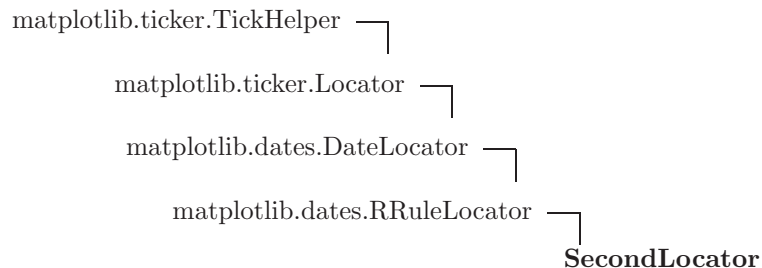 matplotlib.ticker.TickHelper
matplotlib.ticker.Locator
matplotlib.dates.DateLocator
matplotlib.dates.RRuleLocator
SecondLocator